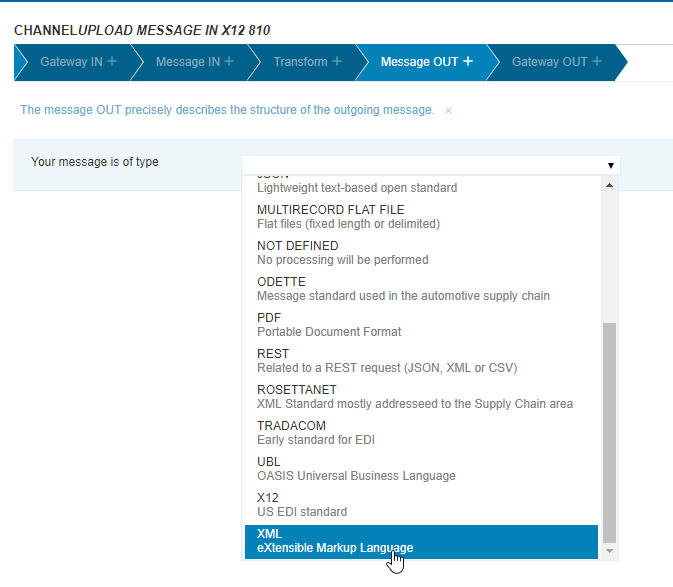 CHANNELUPLOAD MESSAGE IN X12 810
Gateway IN + Message IN + Transform + Message OUT + Gateway OUT +
The message OUT precisely describes the structure of the outgoing message. ×
Your message is of type
JSON
Lightweight text-based open standard
MULTIRECORD FLAT FILE
Flat files (fixed length or delimited)
NOT DEFINED
No processing will be performed
ODETTE
Message standard used in the automotive supply chain
PDF
Portable Document Format
REST
Related to a REST request (JSON, XML or CSV)
ROSETTANET
XML Standard mostly addresseed to the Supply Chain area
TRADACOM
Early standard for EDI
UBL
OASIS Universal Business Language
X12
US EDI standard
XML
eXtensible Markup Language